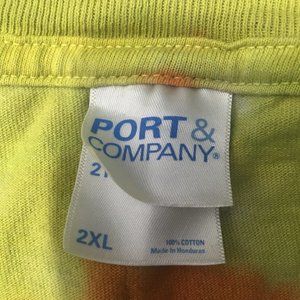 PORT &
COMPANY®
2XL
100% COTTON
Made in Honduras